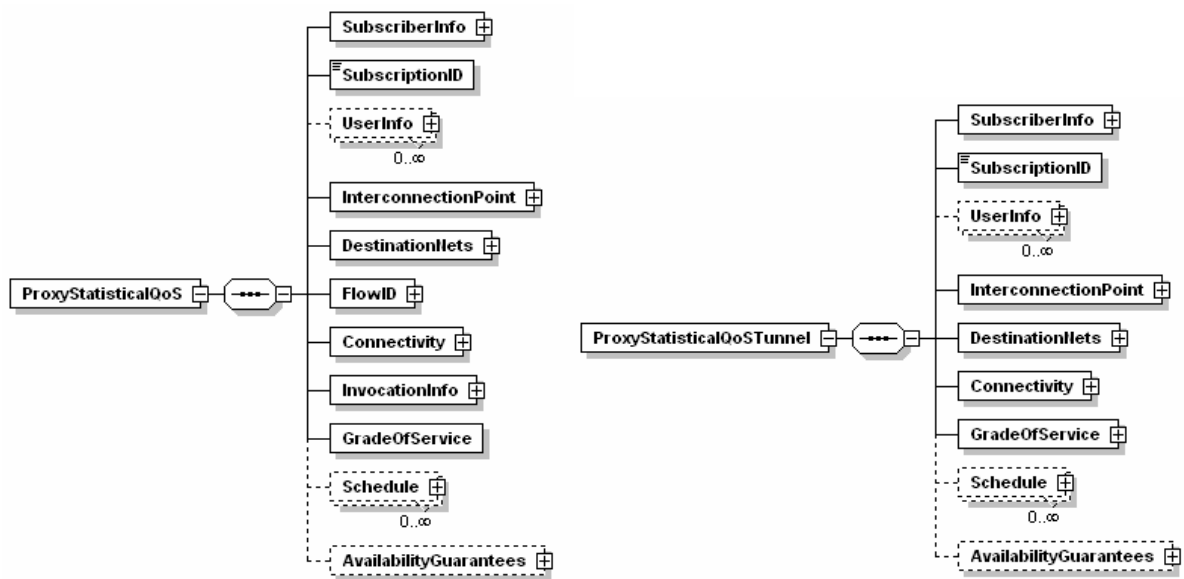 SubscriberInfo
SubscriptionID
UserInfo
0..∞
InterconnectionPoint
DestinationNets
ProxyStatisticalQoS
FlowID
Connectivity
InvocationInfo
GradeOfService
Schedule
0..∞
AvailabilityGuarantees
SubscriberInfo
SubscriptionID
UserInfo
0..∞
InterconnectionPoint
ProxyStatisticalQoSTunnel
DestinationNets
Connectivity
GradeOfService
Schedule
0..∞
AvailabilityGuarantees